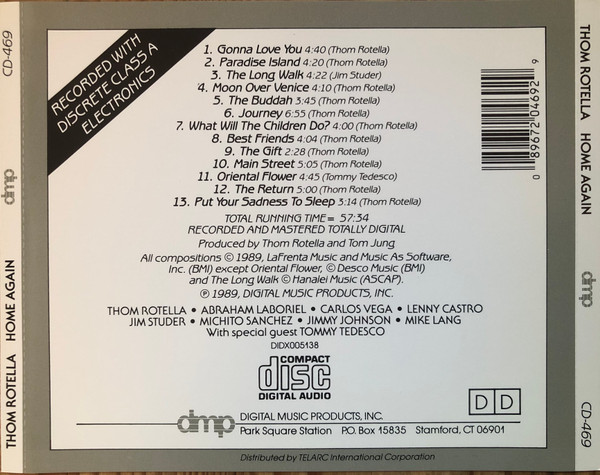 CD-469
dmp
THOM ROTELLA HOME AGAIN
RECORDED WITH
DISCRETE CLASS A
ELECTRONICS
1. Gonna Love You 4:40 (Thom Rotella)
2. Paradise Island 4:20 (Thom Rotella)
3. The Long Walk 4:22 (Jim Studer)
4. Moon Over Venice 4:10 (Thom Rotella)
5. The Buddah 3:45 (Thom Rotella)
6. Journey 6:55 (Thom Rotella)
7. What Will The Children Do? 4:00 (Thom Rotella)
8. Best Friends 4:04 (Thom Rotella)
9. The Gift 2:28 (Thom Rotella)
10. Main Street 5:05 (Thom Rotella)
11. Oriental Flower 4:45 (Tommy Tedesco)
12. The Return 5:00 (Thom Rotella)
13. Put Your Sadness To Sleep 3:14 (Thom Rotella)
TOTAL RUNNING TIME = 57:34
RECORDED AND MASTERED TOTALLY DIGITAL
Produced by Thom Rotella and Tom Jung
All compositions © 1989, LaFrenta Music and Music As Software,
Inc. (BMI) except Oriental Flower, © Desco Music (BMI)
and The Long Walk © Hanalei Music (ASCAP).
℗ 1989, DIGITAL MUSIC PRODUCTS, INC.
THOM ROTELLA • ABRAHAM LABORIEL • CARLOS VEGA • LENNY CASTRO
JIM STUDER • MICHITO SANCHEZ • JIMMY JOHNSON • MIKE LANG
With special guest TOMMY TEDESCO
DIDX005138
COMPACT
disc
DIGITAL AUDIO
D D
dmp DIGITAL MUSIC PRODUCTS, INC.
Park Square Station P.O. Box 15835 Stamford, CT 06901
Distributed by TELARC International Corporation
0 89672 04692 9
THOM ROTELLA HOME AGAIN
dmp
CD-469